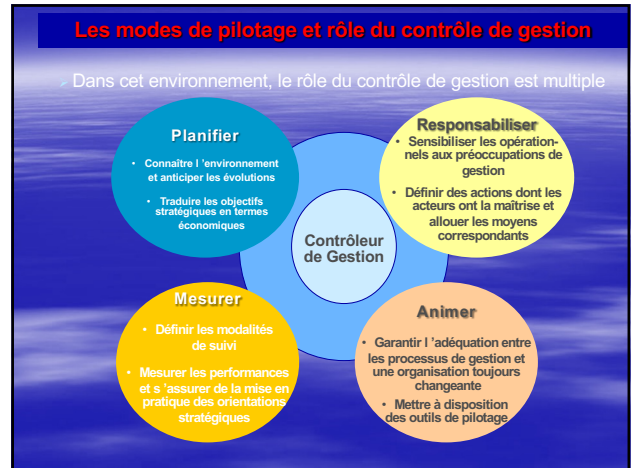 Les modes de pilotage et rôle du contrôle de gestion
Dans cet environnement, le rôle du contrôle de gestion est multiple
Planifier
• Connaître l 'environnement
et anticiper les évolutions
• Traduire les objectifs
stratégiques en termes
économiques
Responsabiliser
• Sensibiliser les opération-
nels aux préoccupations de
gestion
• Définir des actions dont les
acteurs ont la maîtrise et
allouer les moyens
correspondants
Contrôleur
de Gestion
Mesurer
• Définir les modalités
de suivi
• Mesurer les performances
et s 'assurer de la mise en
pratique des orientations
stratégiques
Animer
• Garantir l 'adéquation entre
les processus de gestion et
une organisation toujours
changeante
• Mettre à disposition
des outils de pilotage